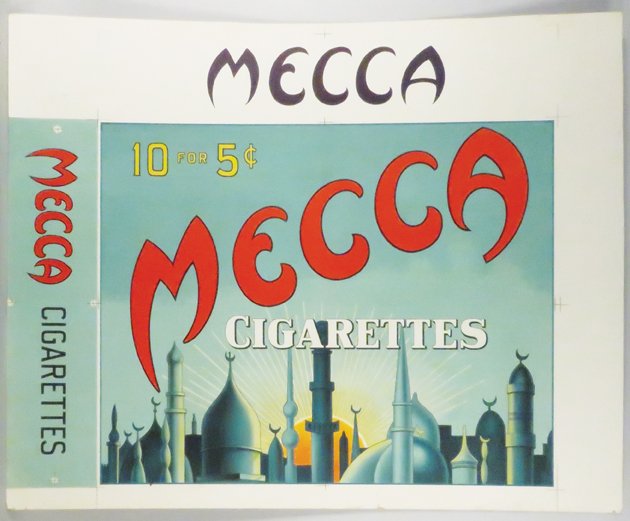 MECCA
10 FOR 5¢
MECCA
CIGARETTES
MECCA CIGARETTES